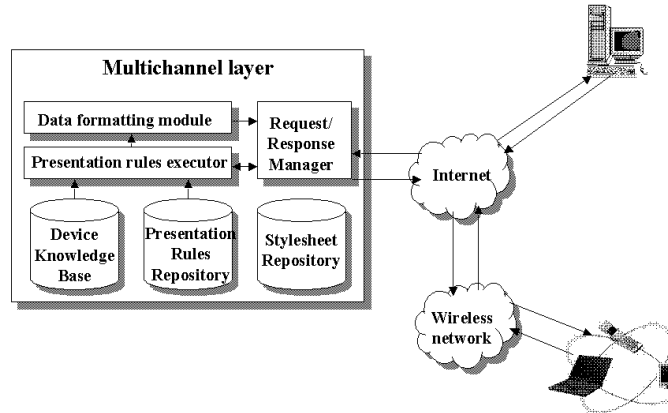 Multichannel layer
Data formatting module
Presentation rules executor
Request/
Response
Manager
Device
Knowledge
Base
Presentation
Rules
Repository
Stylesheet
Repository
Internet
Wireless
network